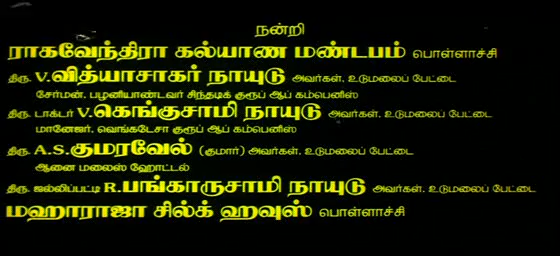 நன்றி
ராகவேந்திரா கல்யாண மண்டபம் பொள்ளாச்சி
திரு. V.வித்யாசாகர் நாயுடு அவர்கள். உடுமலைப் பேட்டை
சேர்மன். பழனியாண்டவர் சிந்தடிக் குரூப் ஆப் கம்பெனிஸ்
திரு. டாக்டர் V.கெங்குசாமி நாயுடு அவர்கள். உடுமலைப் பேட்டை
மானேஜர். வெங்கடேசா குரூப் ஆப் கம்பெனிஸ்
திரு. A.S.குமரவேல் (குமார்) அவர்கள். உடுமலைப் பேட்டை
ஆனை மலைஸ் ஹோட்டல்
திரு. ஜல்லிப்பட்டி R.பங்காருசாமி நாயுடு அவர்கள். உடுமலைப் பேட்டை
மஹாராஜா சில்க் ஹவுஸ் பொள்ளாச்சி